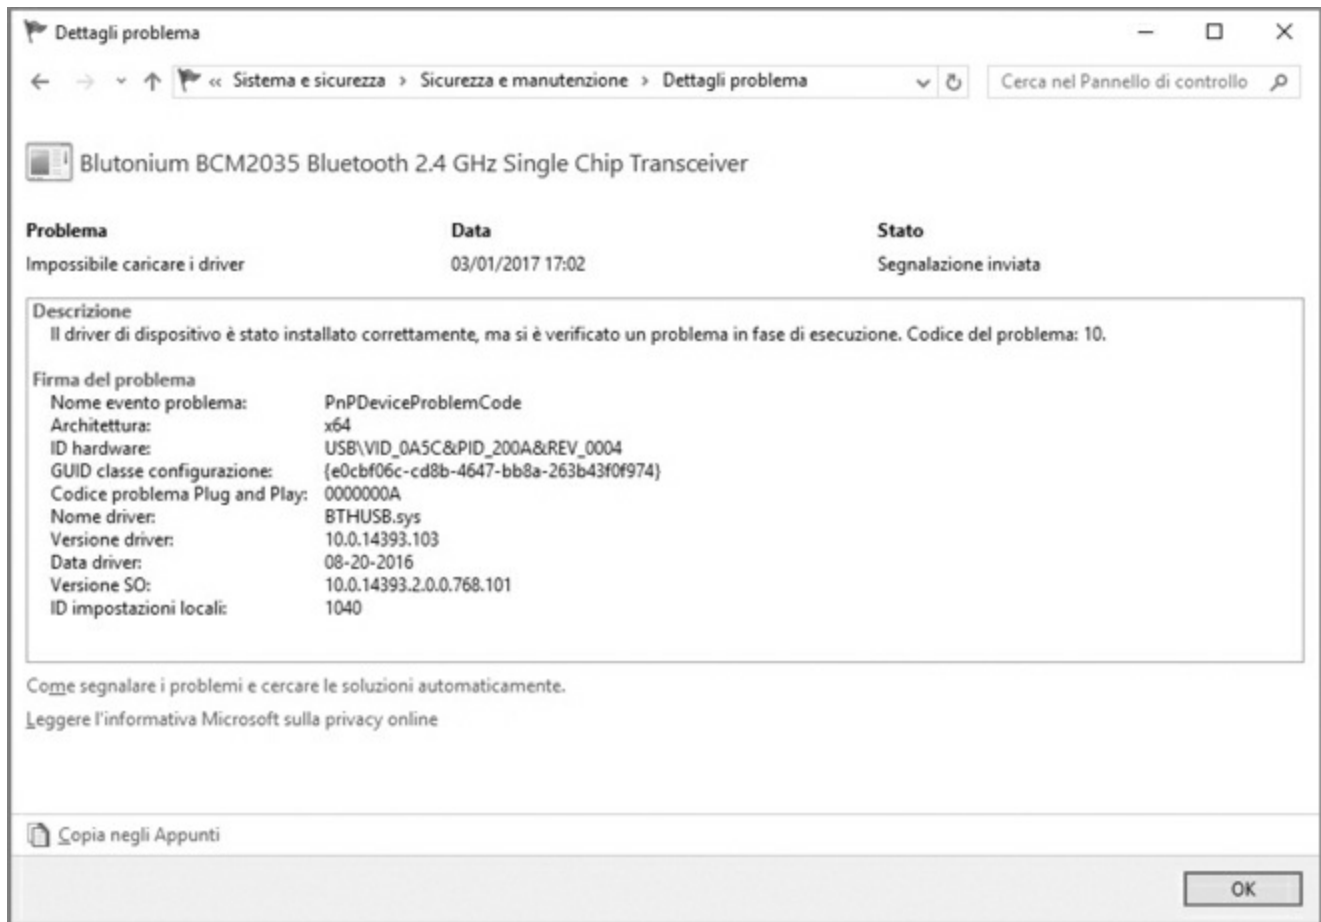 Dettagli problema
« Sistema e sicurezza › Sicurezza e manutenzione › Dettagli problema
Cerca nel Pannello di controllo
Blutonium BCM2035 Bluetooth 2.4 GHz Single Chip Transceiver
Problema Data Stato
Impossibile caricare i driver 03/01/2017 17:02 Segnalazione inviata
Descrizione
Il driver di dispositivo è stato installato correttamente, ma si è verificato un problema in fase di esecuzione. Codice del problema: 10.
Firma del problema
Nome evento problema: PnPDeviceProblemCode
Architettura: x64
ID hardware: USB\VID_0A5C&PID_200A&REV_0004
GUID classe configurazione: {e0cbf06c-cd8b-4647-bb8a-263b43f0f974}
Codice problema Plug and Play: 0000000A
Nome driver: BTHUSB.sys
Versione driver: 10.0.14393.103
Data driver: 08-20-2016
Versione SO: 10.0.14393.2.0.0.768.101
ID impostazioni locali: 1040
Come segnalare i problemi e cercare le soluzioni automaticamente.
Leggere l'informativa Microsoft sulla privacy online
Copia negli Appunti
OK